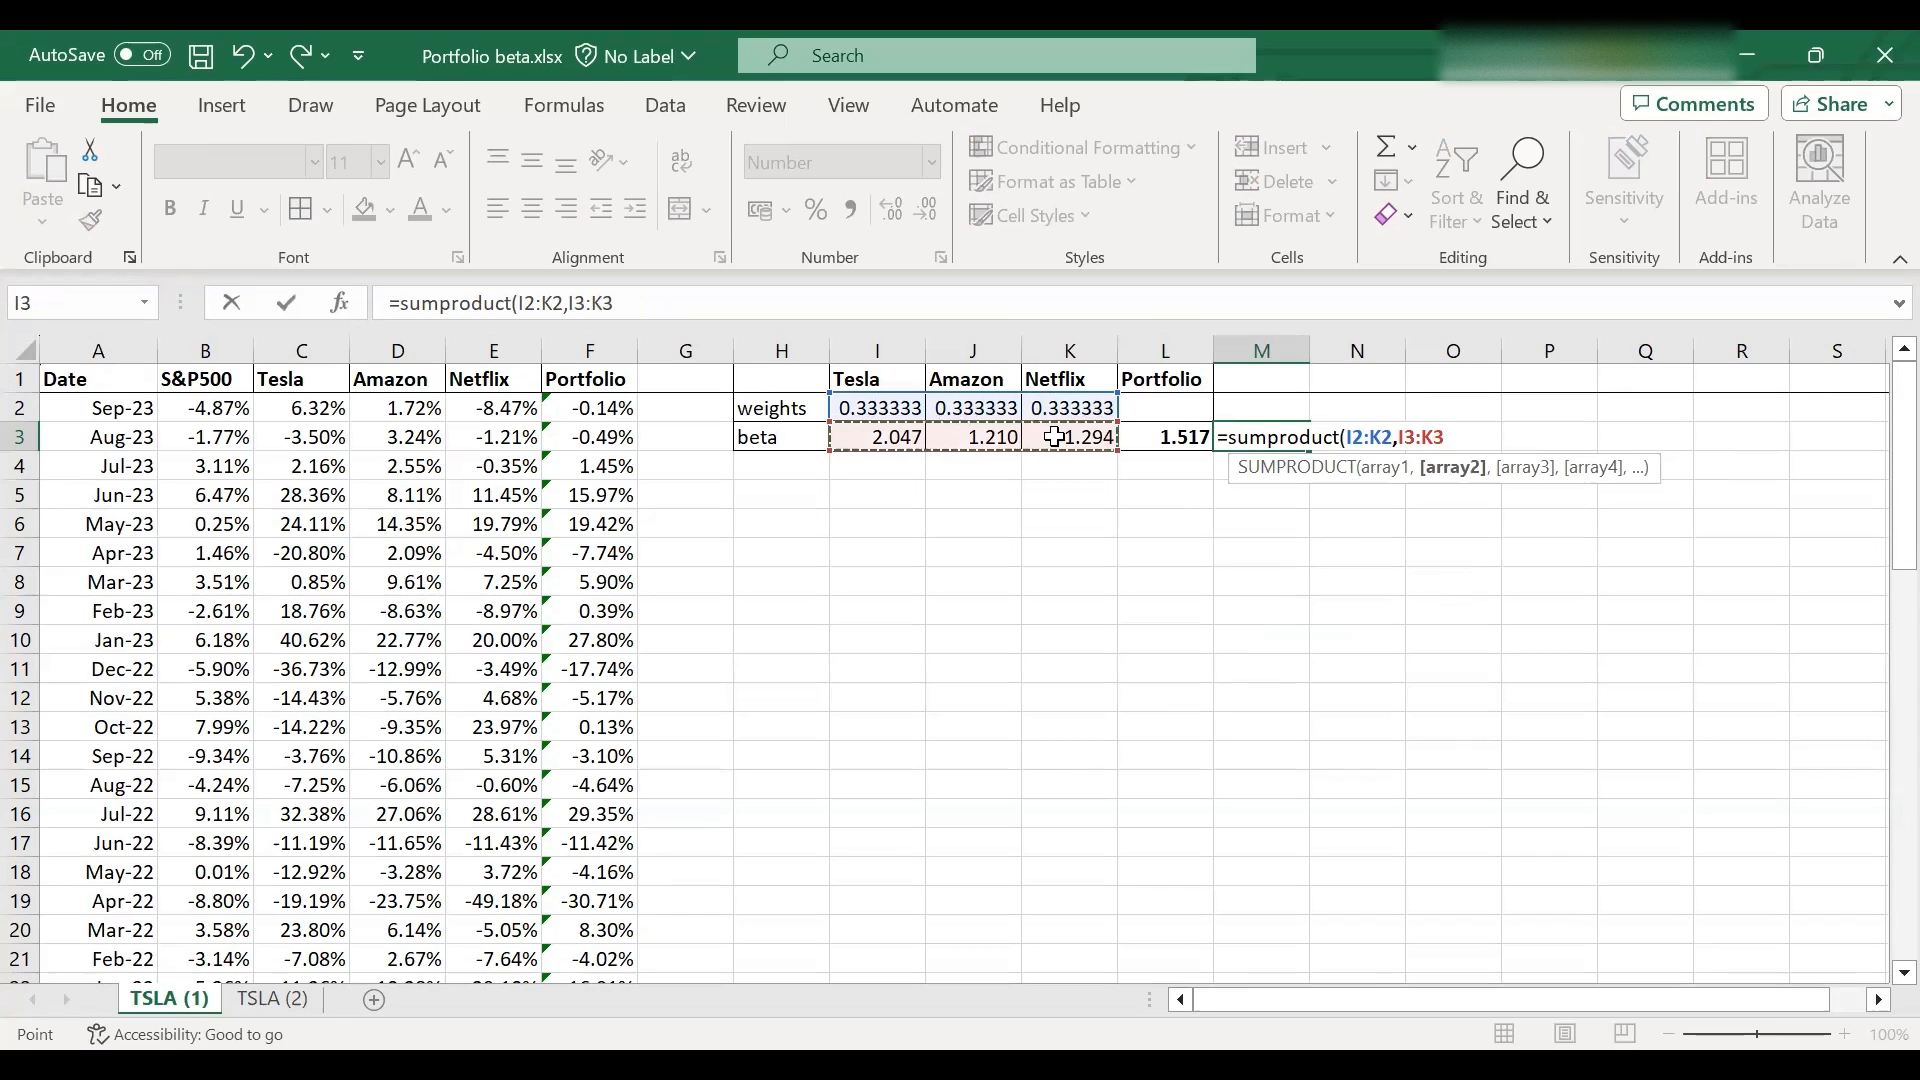 AutoSave Off Portfolio beta.xlsx No Label Search
File Home Insert Draw Page Layout Formulas Data Review View Automate Help Comments Share
Paste
11
ab
Number
Conditional Formatting
Format as Table
Cell Styles
Insert
Delete
Format
Sort & Filter
Find & Select
Sensitivity
Add-ins
Analyze Data
Clipboard Font Alignment Number Styles Cells Editing Sensitivity Add-ins
I3 fx =sumproduct(I2:K2,I3:K3
A B C D E F G H I J K L M N O P Q R S
1 Date S&P500 Tesla Amazon Netflix Portfolio Tesla Amazon Netflix Portfolio
2 Sep-23 -4.87% 6.32% 1.72% -8.47% -0.14% weights 0.333333 0.333333 0.333333
3 Aug-23 -1.77% -3.50% 3.24% -1.21% -0.49% beta 2.047 1.210 1.294 1.517 =sumproduct(I2:K2,I3:K3
SUMPRODUCT(array1, [array2], [array3], [array4], ...)
4 Jul-23 3.11% 2.16% 2.55% -0.35% 1.45%
5 Jun-23 6.47% 28.36% 8.11% 11.45% 15.97%
6 May-23 0.25% 24.11% 14.35% 19.79% 19.42%
7 Apr-23 1.46% -20.80% 2.09% -4.50% -7.74%
8 Mar-23 3.51% 0.85% 9.61% 7.25% 5.90%
9 Feb-23 -2.61% 18.76% -8.63% -8.97% 0.39%
10 Jan-23 6.18% 40.62% 22.77% 20.00% 27.80%
11 Dec-22 -5.90% -36.73% -12.99% -3.49% -17.74%
12 Nov-22 5.38% -14.43% -5.76% 4.68% -5.17%
13 Oct-22 7.99% -14.22% -9.35% 23.97% 0.13%
14 Sep-22 -9.34% -3.76% -10.86% 5.31% -3.10%
15 Aug-22 -4.24% -7.25% -6.06% -0.60% -4.64%
16 Jul-22 9.11% 32.38% 27.06% 28.61% 29.35%
17 Jun-22 -8.39% -11.19% -11.65% -11.43% -11.42%
18 May-22 0.01% -12.92% -3.28% 3.72% -4.16%
19 Apr-22 -8.80% -19.19% -23.75% -49.18% -30.71%
20 Mar-22 3.58% 23.80% 6.14% -5.05% 8.30%
21 Feb-22 -3.14% -7.08% 2.67% -7.64% -4.02%
TSLA (1) TSLA (2)
Point Accessibility: Good to go 100%